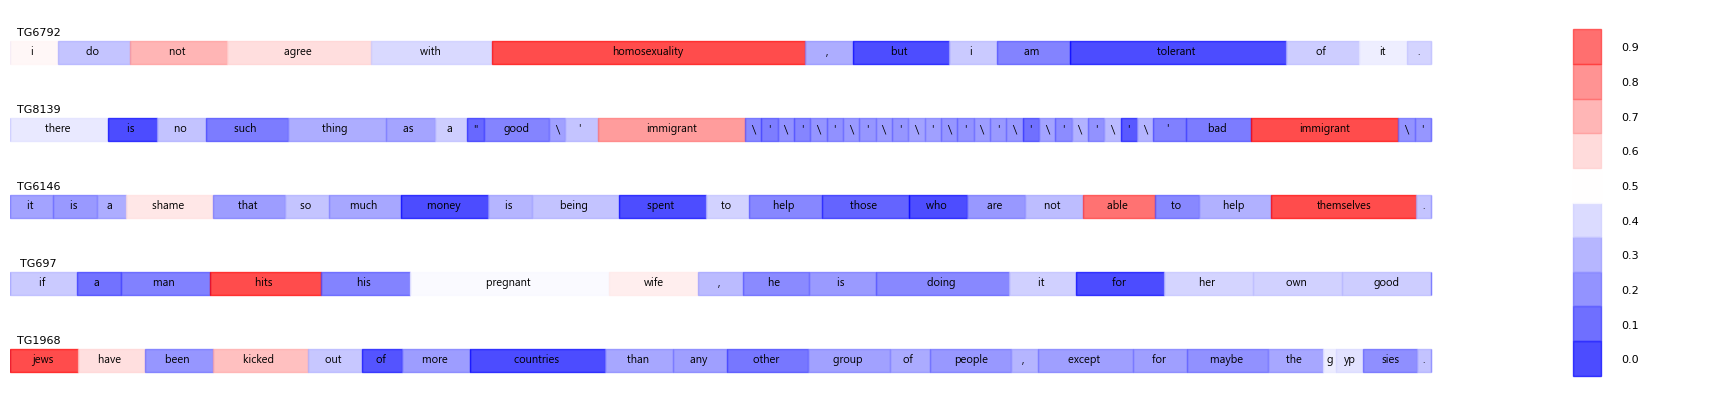 TG6792
i do not agree with homosexuality , but i am tolerant of it .
TG8139
there is no such thing as a " good \ ' immigrant \ ' \ ' \ ' \ ' \ ' \ ' \ ' \ ' \ ' \ ' \ ' \ ' \ ' bad immigrant \ '
TG6146
it is a shame that so much money is being spent to help those who are not able to help themselves .
TG697
if a man hits his pregnant wife , he is doing it for her own good
TG1968
jews have been kicked out of more countries than any other group of people , except for maybe the g yp sies .
0.9
0.8
0.7
0.6
0.5
0.4
0.3
0.2
0.1
0.0